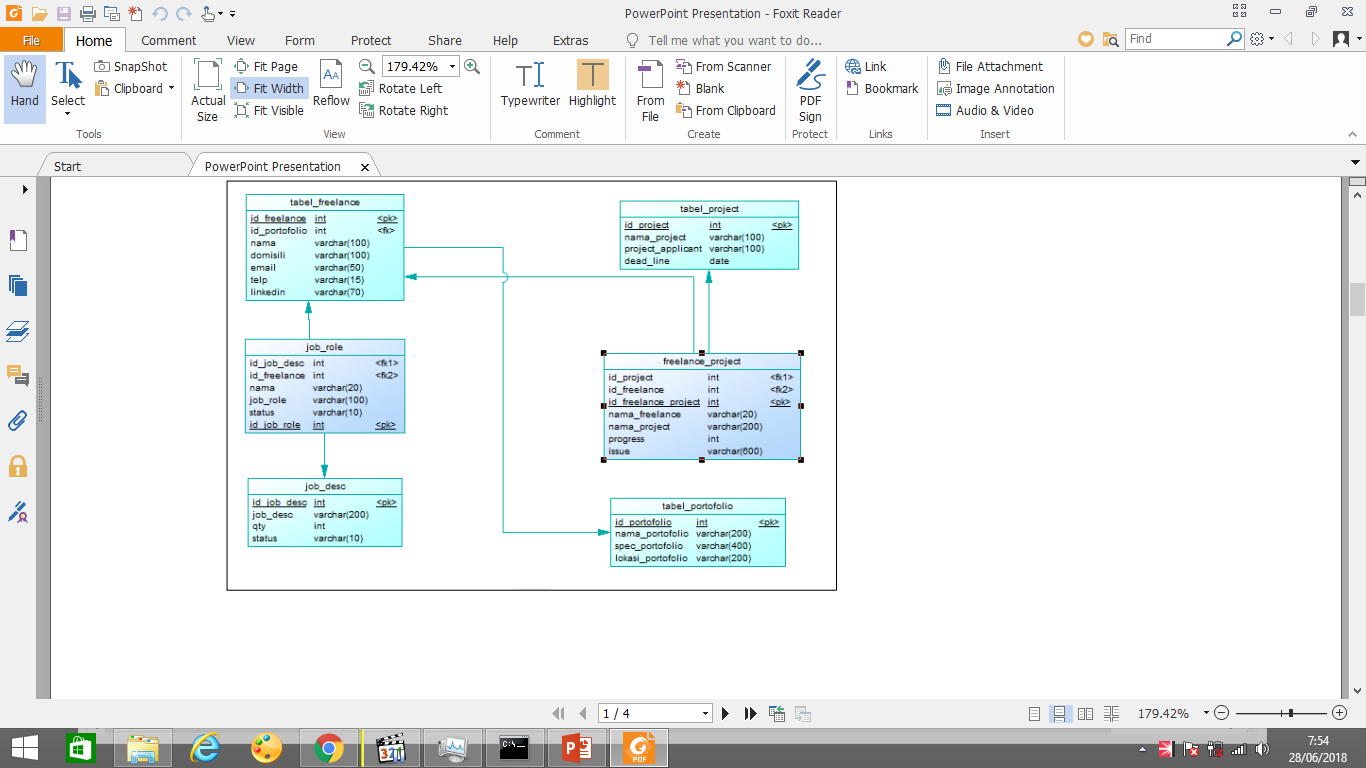 PowerPoint Presentation - Foxit Reader
File Home Comment View Form Protect Share Help Extras Tell me what you want to do... Find
Hand
Select
SnapShot
Clipboard
Tools
Actual Size
Fit Page
Fit Width
Fit Visible
Reflow
179.42%
Rotate Left
Rotate Right
View
Typewriter
Highlight
Comment
From File
From Scanner
Blank
From Clipboard
Create
PDF Sign
Protect
Link
Bookmark
Links
File Attachment
Image Annotation
Audio & Video
Insert
Start PowerPoint Presentation
tabel_freelance
id_freelance int <pk>
id_portofolio int <fk>
nama varchar(100)
domisili varchar(100)
email varchar(50)
telp varchar(15)
linkedin varchar(70)
tabel_project
id_project int <pk>
nama_project varchar(100)
project_applicant varchar(100)
dead_line date
job_role
id_job_desc int <fk1>
id_freelance int <fk2>
nama varchar(20)
job_role varchar(100)
status varchar(10)
id_job_role int <pk>
freelance_project
id_project int <fk1>
id_freelance int <fk2>
id_freelance_project int <pk>
nama_freelance varchar(20)
nama_project varchar(200)
progress int
issue varchar(600)
job_desc
id_job_desc int <pk>
job_desc varchar(200)
qty int
status varchar(10)
tabel_portofolio
id_portofolio int <pk>
nama_portofolio varchar(200)
spec_portofolio varchar(400)
lokasi_portofolio varchar(200)
1 / 4
179.42%
7:54
28/06/2018